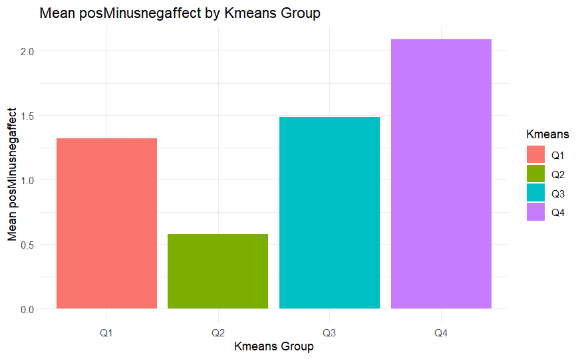 Mean posMinusnegaffect by Kmeans Group
Mean posMinusnegaffect
2.0
1.5
1.0
0.5
0.0
Q1 Q2 Q3 Q4
Kmeans Group
Kmeans
Q1
Q2
Q3
Q4